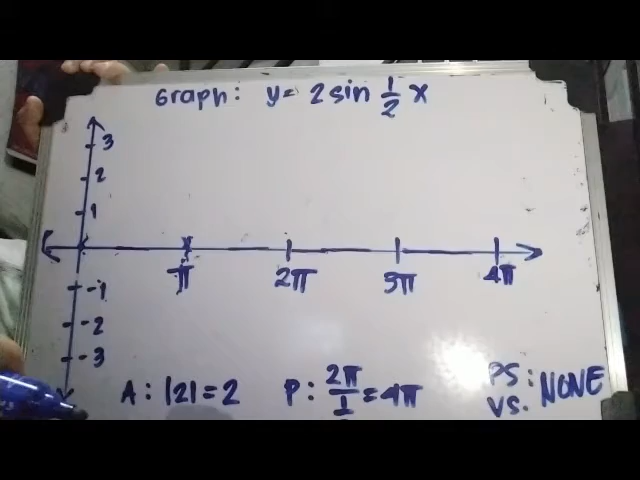 Graph: y = 2 sin 1/2 x
3
2
1
π 2π 3π 4π
-1
-2
-3
A: |2| = 2 P: 2π/1 = 4π PS: NONE
VS.